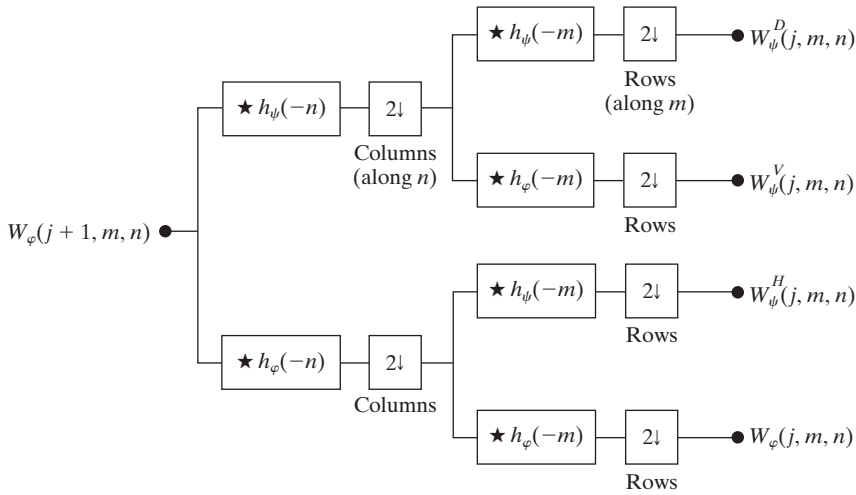 ★ h_ψ(−m)
2↓
W_ψ^D(j, m, n)
Rows
(along m)
★ h_ψ(−n)
2↓
Columns
(along n)
★ h_φ(−m)
2↓
W_ψ^V(j, m, n)
Rows
W_φ(j + 1, m, n)
★ h_ψ(−m)
2↓
W_ψ^H(j, m, n)
Rows
★ h_φ(−n)
2↓
Columns
★ h_φ(−m)
2↓
W_φ(j, m, n)
Rows